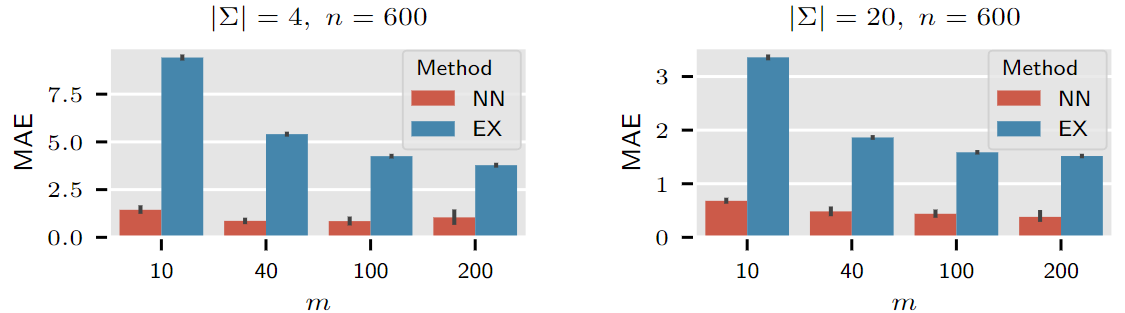 |Σ| = 4, n = 600
MAE
7.5
5.0
2.5
0.0
10 40 100 200
m
Method
NN
EX
|Σ| = 20, n = 600
MAE
3
2
1
0
10 40 100 200
m
Method
NN
EX